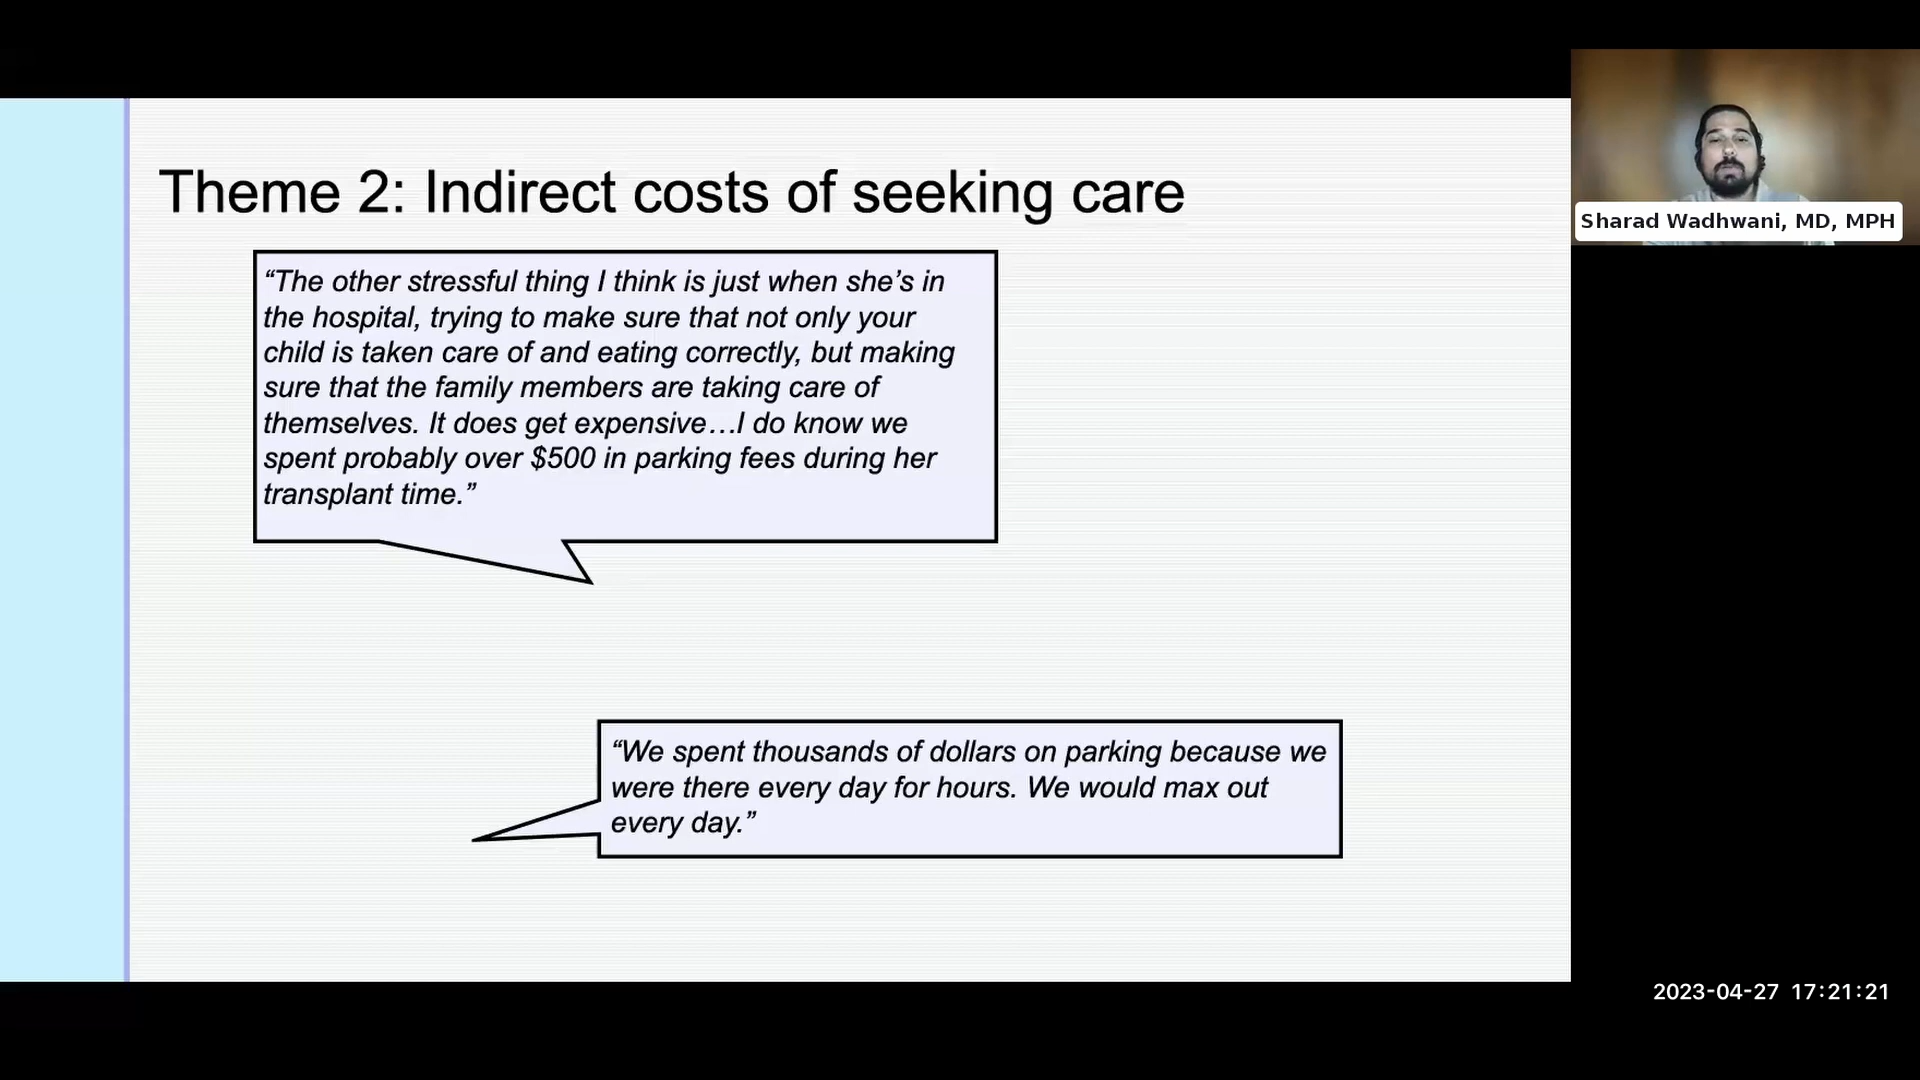 Theme 2: Indirect costs of seeking care
“The other stressful thing I think is just when she’s in
the hospital, trying to make sure that not only your
child is taken care of and eating correctly, but making
sure that the family members are taking care of
themselves. It does get expensive…I do know we
spent probably over $500 in parking fees during her
transplant time.”
“We spent thousands of dollars on parking because we
were there every day for hours. We would max out
every day.”
Sharad Wadhwani, MD, MPH
2023-04-27 17:21:21